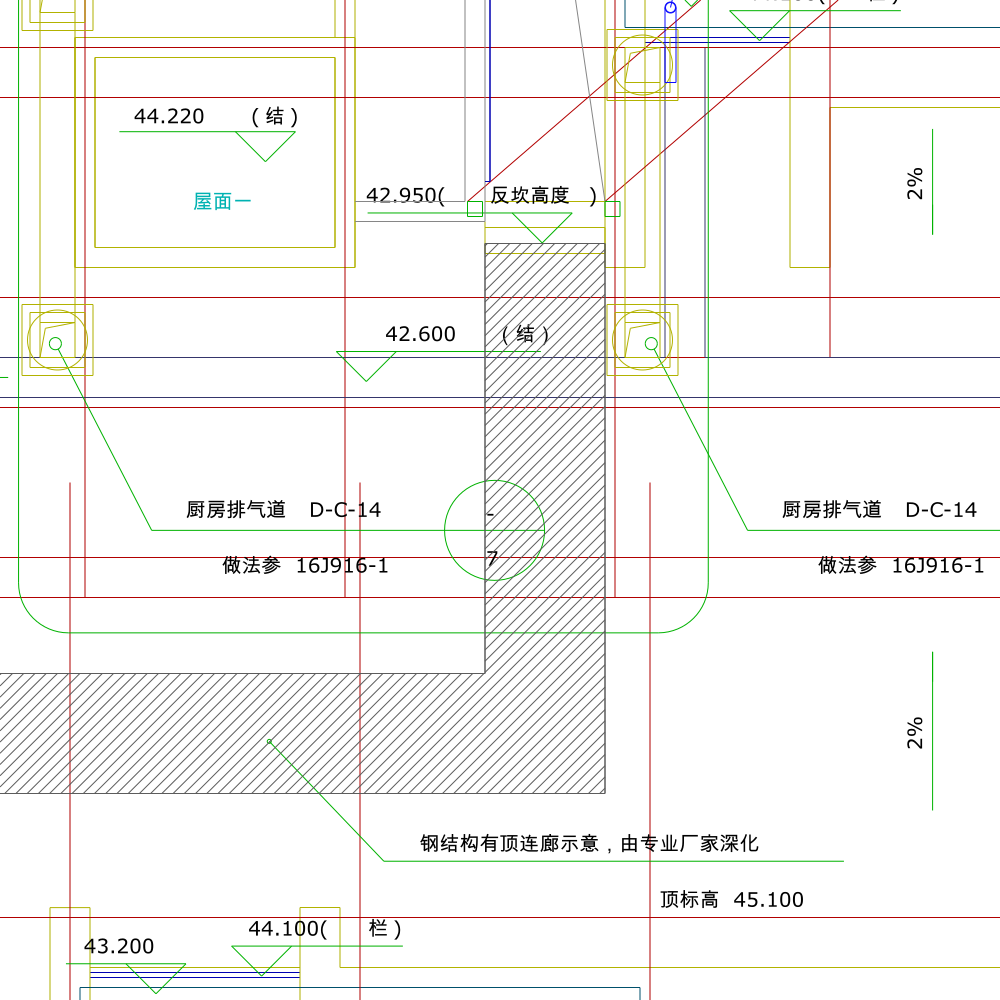 44.220 (结)
2%
42.950( 反坎高度 )
屋面一
42.600 (结)
厨房排气道 D-C-14
厨房排气道 D-C-14
-
7
做法参 16J916-1
做法参 16J916-1
2%
钢结构有顶连廊示意，由专业厂家深化
顶标高 45.100
44.100( 栏)
43.200